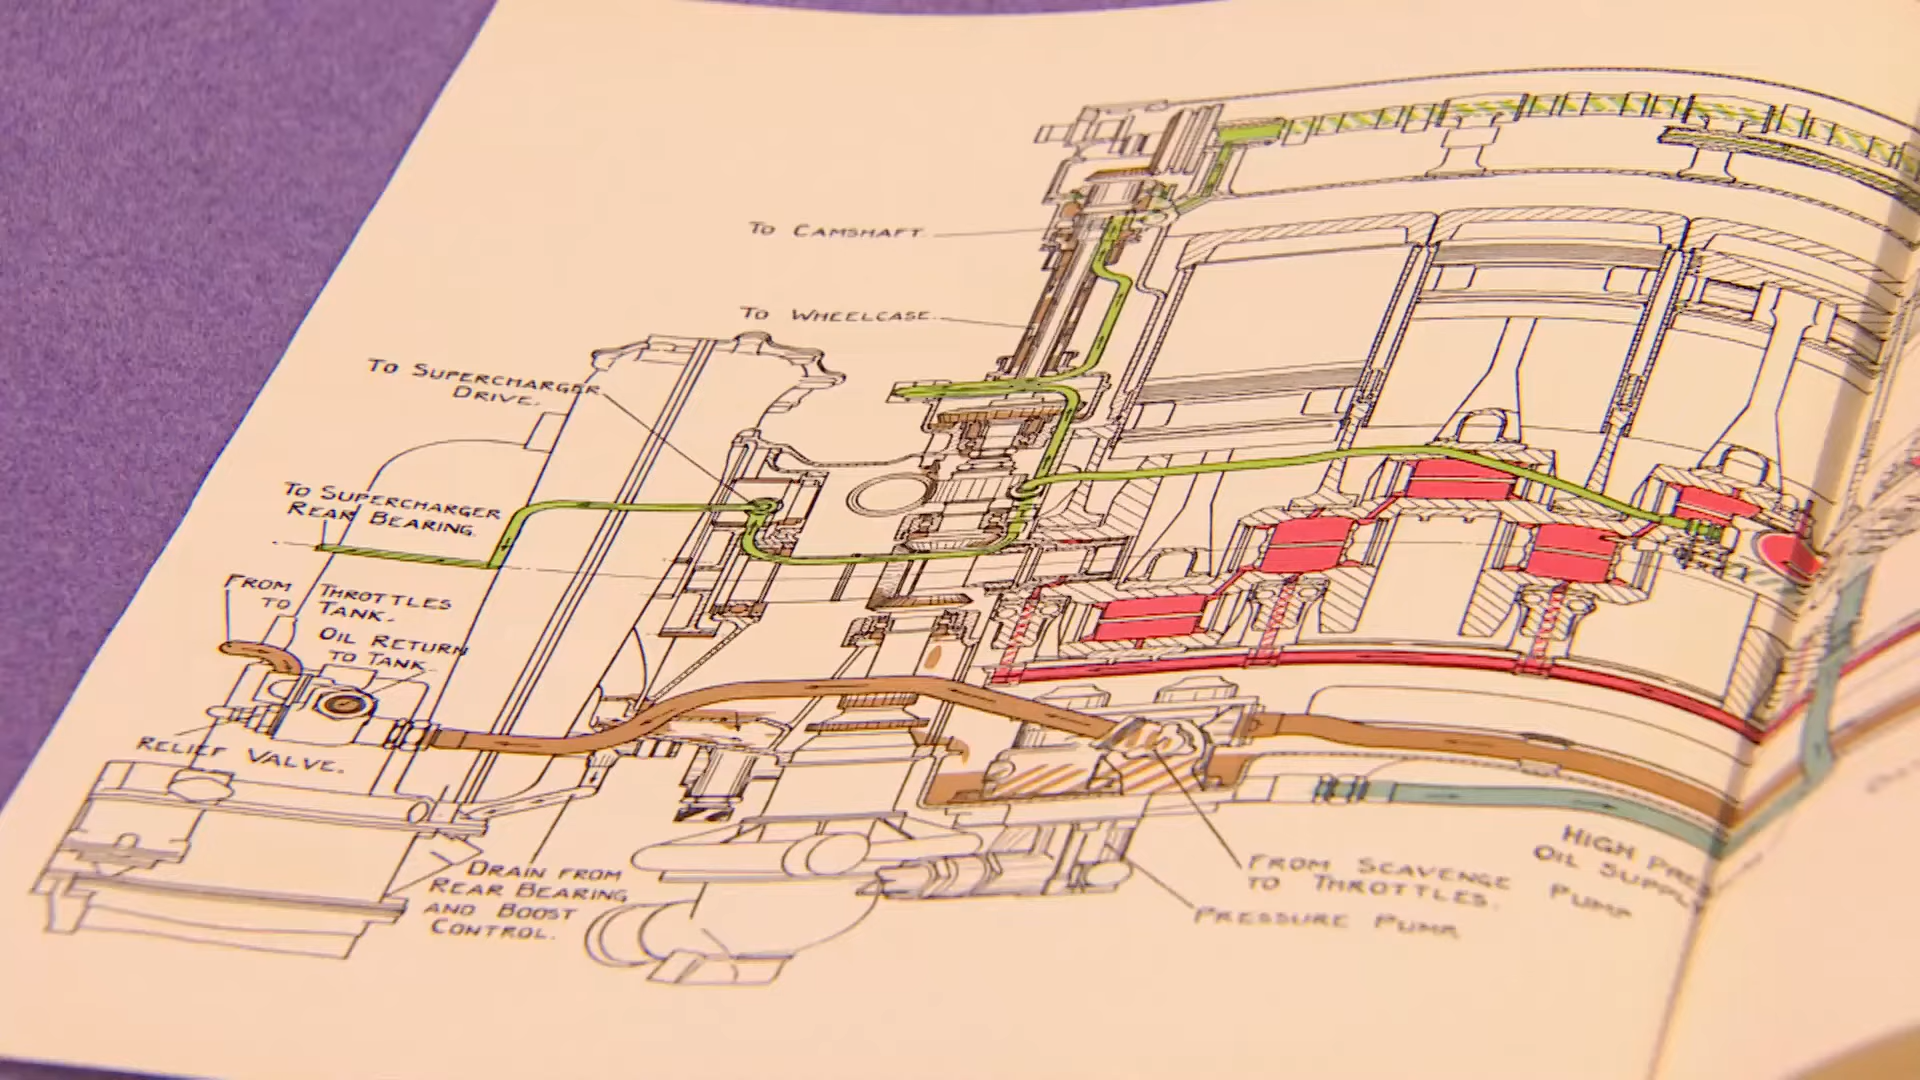 To Camshaft.
To Wheelcase.
To Supercharger
Drive.
To Supercharger
Rear Bearing.
From Throttles
To Tank.
Oil Return
to Tank.
Relief Valve.
Drain from
Rear Bearing
and Boost
Control.
From Scavenge
to Throttles.
Pressure Pump
High Pres
Oil Supply
Pump